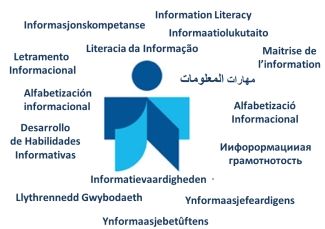 Information Literacy
Informasjonskompetanse
Informaatiolukutaito
Literacia da Informação
Maitrise de
l'information
Letramento
Informacional
مهارات المعلومات
Alfabetización
informacional
Alfabetizació
Informacional
Desarrollo
de Habilidades
Informativas
Информациианая
грамотность
Informatievaardigheden
Llythrennedd Gwybodaeth
Ynformaasjefeardigens
Ynformaasjebetûftens